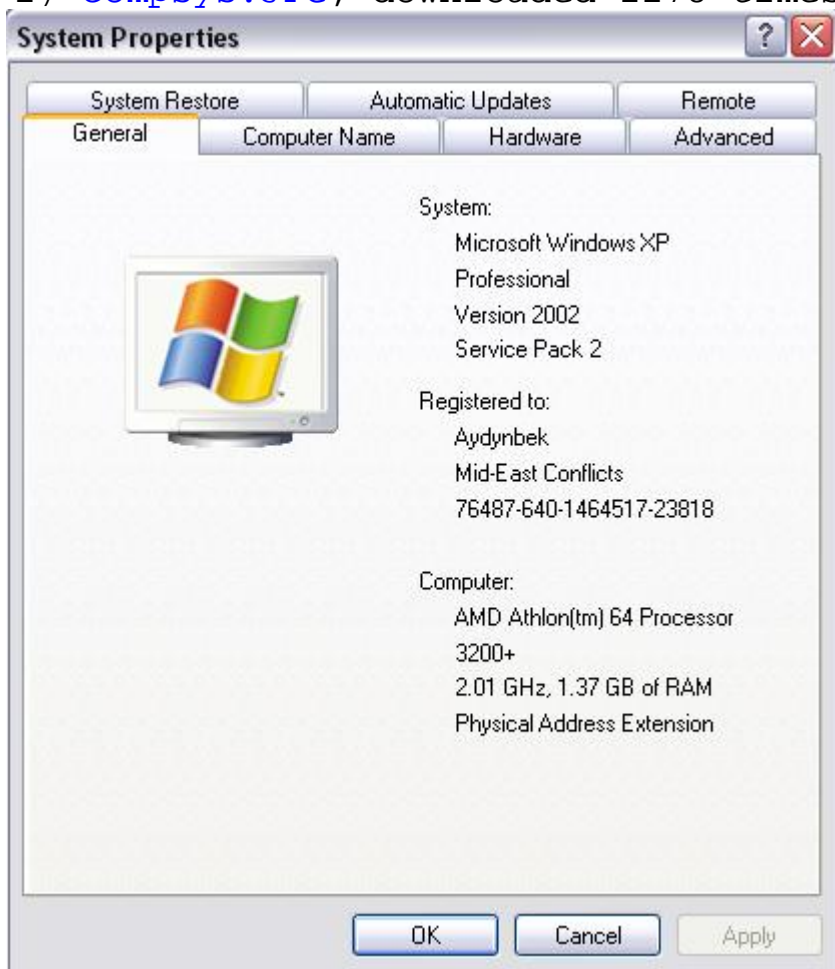 System Properties
System Restore Automatic Updates Remote
General Computer Name Hardware Advanced
System:
Microsoft Windows XP
Professional
Version 2002
Service Pack 2
Registered to:
Aydynbek
Mid-East Conflicts
76487-640-1464517-23818
Computer:
AMD Athlon(tm) 64 Processor
3200+
2.01 GHz, 1.37 GB of RAM
Physical Address Extension
OK Cancel Apply